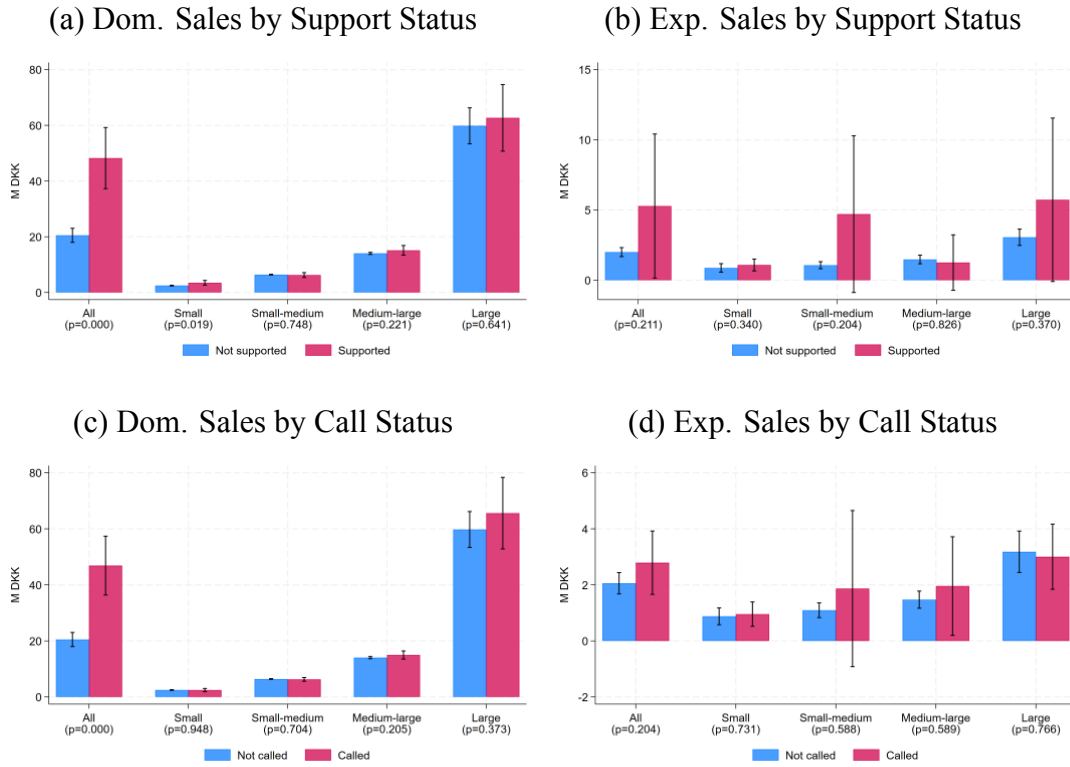 (a) Dom. Sales by Support Status
80
60
40
20
0
M DKK
All
(p=0.000)
Small
(p=0.019)
Small-medium
(p=0.748)
Medium-large
(p=0.221)
Large
(p=0.641)
Not supported
Supported
(b) Exp. Sales by Support Status
15
10
5
0
M DKK
All
(p=0.211)
Small
(p=0.340)
Small-medium
(p=0.204)
Medium-large
(p=0.826)
Large
(p=0.370)
Not supported
Supported
(c) Dom. Sales by Call Status
80
60
40
20
0
M DKK
All
(p=0.000)
Small
(p=0.948)
Small-medium
(p=0.704)
Medium-large
(p=0.205)
Large
(p=0.373)
Not called
Called
(d) Exp. Sales by Call Status
6
4
2
0
-2
M DKK
All
(p=0.204)
Small
(p=0.731)
Small-medium
(p=0.588)
Medium-large
(p=0.589)
Large
(p=0.766)
Not called
Called